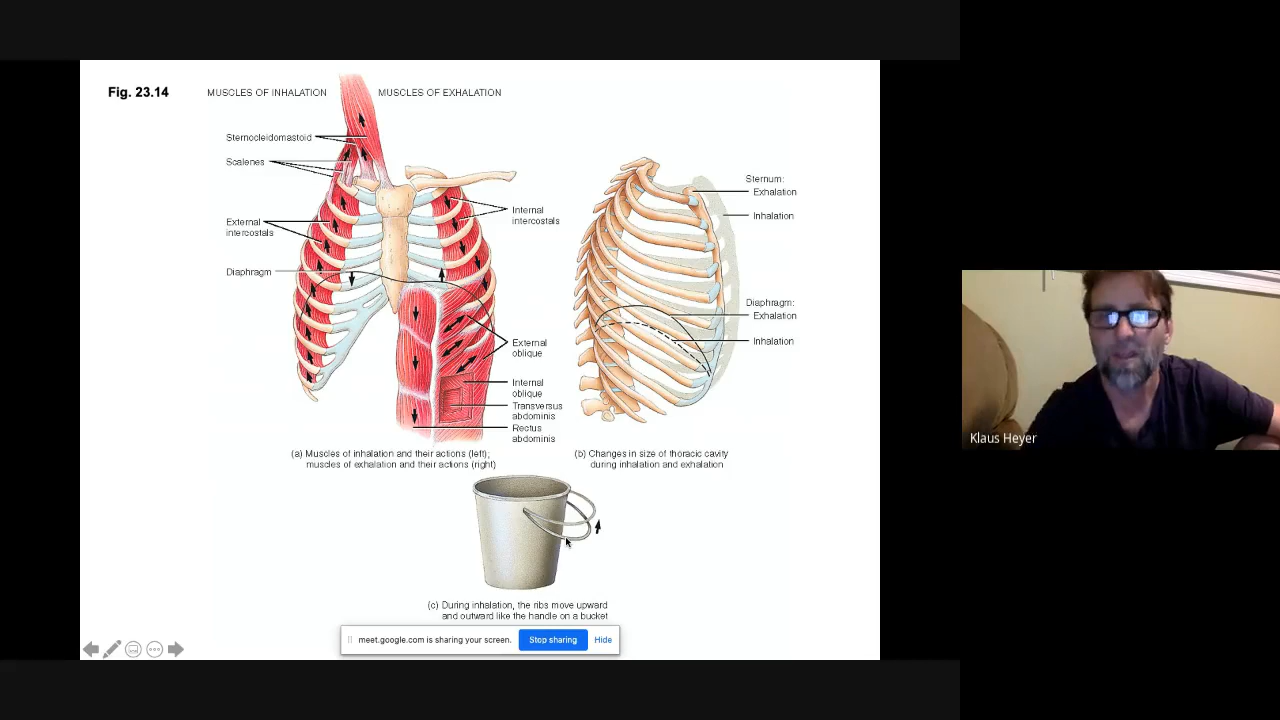 Fig. 23.14
MUSCLES OF INHALATION
MUSCLES OF EXHALATION
Sternocleidomastoid
Scalenes
External
intercostals
Diaphragm
Internal
intercostals
External
oblique
Internal
oblique
Transversus
abdominis
Rectus
abdominis
(a) Muscles of inhalation and their actions (left);
muscles of exhalation and their actions (right)
Sternum:
Exhalation
Inhalation
Diaphragm:
Exhalation
Inhalation
(b) Changes in size of thoracic cavity
during inhalation and exhalation
(c) During inhalation, the ribs move upward
and outward like the handle on a bucket
meet.google.com is sharing your screen.
Stop sharing
Hide
Klaus Heyer